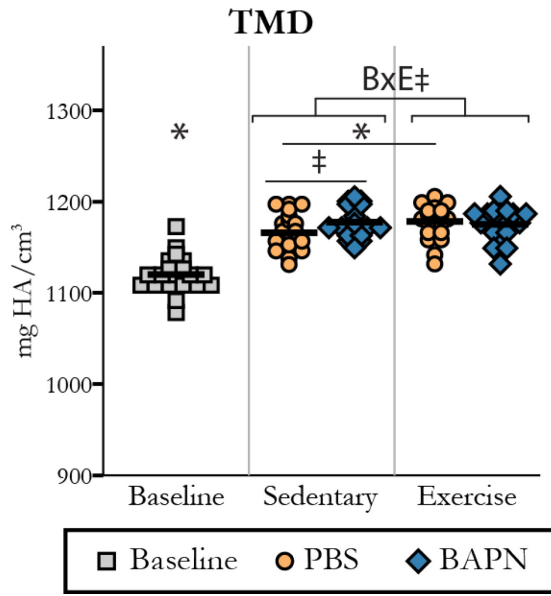 TMD
BxE‡
1300
*
*
‡
1200
mg HA/cm³
1100
1000
900
Baseline Sedentary Exercise
Baseline PBS BAPN